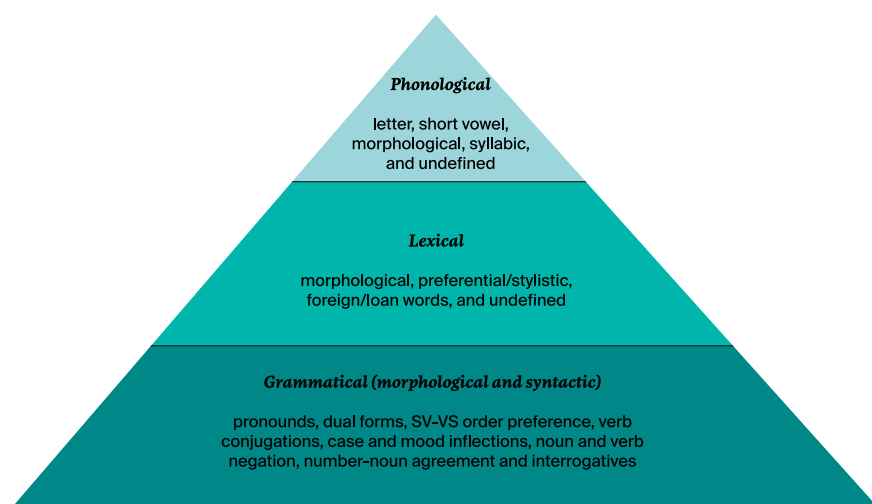 Phonological
letter, short vowel,
morphological, syllabic,
and undefined
Lexical
morphological, preferential/stylistic,
foreign/loan words, and undefined
Grammatical (morphological and syntactic)
pronounds, dual forms, SV-VS order preference, verb
conjugations, case and mood inflections, noun and verb
negation, number-noun agreement and interrogatives